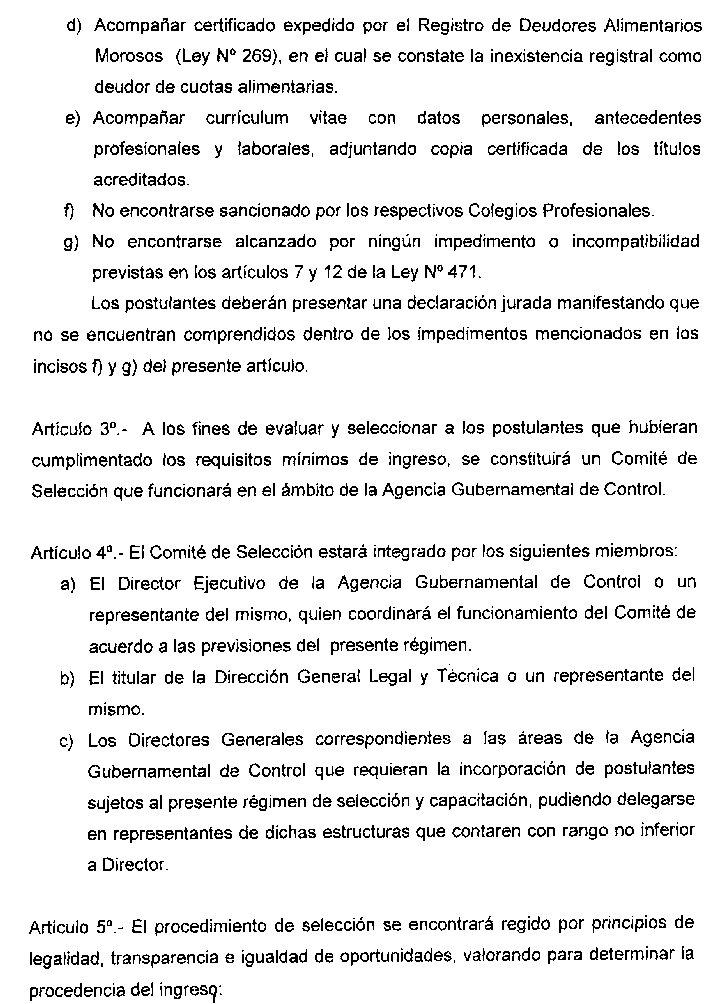 d) Acompañar certificado expedido por el Registro de Deudores Alimentarios
Morosos (Ley Nº 269), en el cual se constate la inexistencia registral como
deudor de cuotas alimentarias.
e) Acompañar currículum vitae con datos personales, antecedentes
profesionales y laborales, adjuntando copia certificada de los títulos
acreditados.
f) No encontrarse sancionado por los respectivos Colegios Profesionales.
g) No encontrarse alcanzado por ningún impedimento o incompatibilidad
previstas en los artículos 7 y 12 de la Ley Nº 471.
Los postulantes deberán presentar una declaración jurada manifestando que
no se encuentran comprendidos dentro de los impedimentos mencionados en los
incisos f) y g) del presente artículo.
Artículo 3º.- A los fines de evaluar y seleccionar a los postulantes que hubieran
cumplimentado los requisitos mínimos de ingreso, se constituirá un Comité de
Selección que funcionará en el ámbito de la Agencia Gubernamental de Control.
Artículo 4º.- El Comité de Selección estará integrado por los siguientes miembros:
a) El Director Ejecutivo de la Agencia Gubernamental de Control o un
representante del mismo, quien coordinará el funcionamiento del Comité de
acuerdo a las previsiones del presente régimen.
b) El titular de la Dirección General Legal y Técnica o un representante del
mismo.
c) Los Directores Generales correspondientes a las áreas de la Agencia
Gubernamental de Control que requieran la incorporación de postulantes
sujetos al presente régimen de selección y capacitación, pudiendo delegarse
en representantes de dichas estructuras que contaren con rango no inferior
a Director.
Artículo 5º.- El procedimiento de selección se encontrará regido por principios de
legalidad, transparencia e igualdad de oportunidades, valorando para determinar la
procedencia del ingreso: